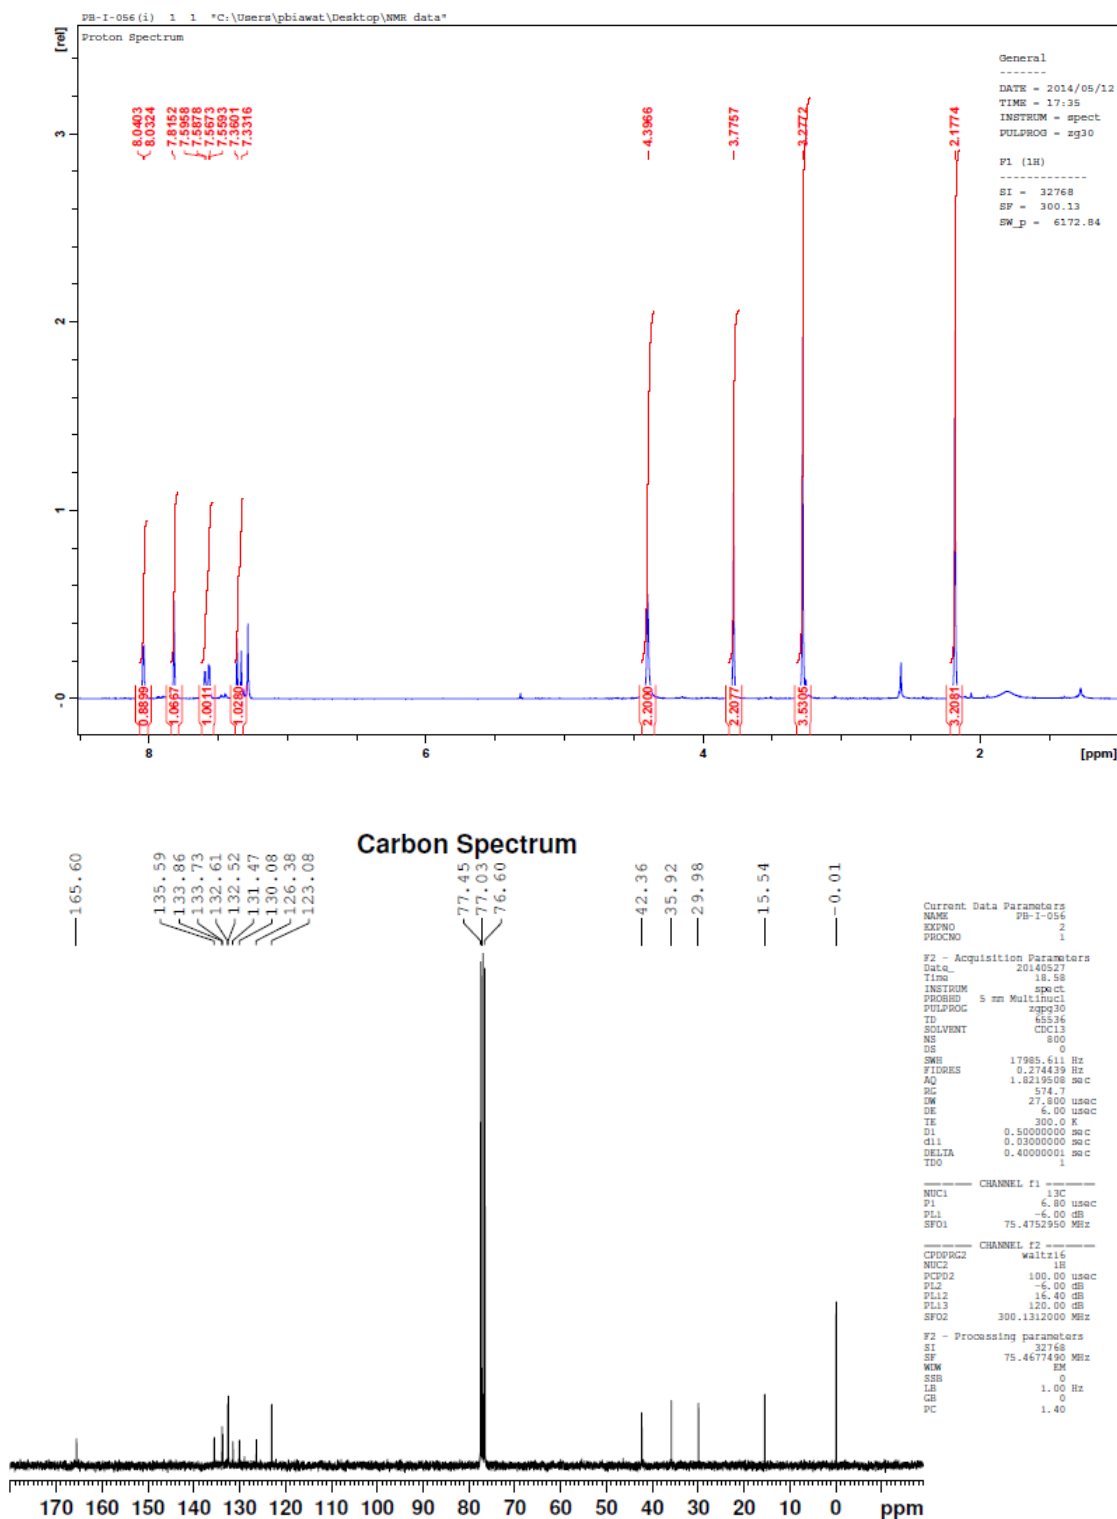 PB-I-056(i) 1 1 "C:\Users\pbiawat\Desktop\NMR data"
Proton Spectrum
[rel]
General
-------
DATE = 2014/05/12
TIME = 17:35
INSTRUM = spect
PULPROG = zg30
F1 (1H)
-------------
SI = 32768
SF = 300.13
SW_p = 6172.84
8.0403
8.0324
7.8152
7.5958
7.5878
7.5673
7.5593
7.3601
7.3316
4.3966
3.7757
3.2772
2.1774
3
2
1
0
0.8899
1.0667
1.0011
1.0280
2.2000
2.2077
3.5305
3.2081
8 6 4 2 [ppm]
Carbon Spectrum
165.60
135.59
133.86
133.73
132.61
132.52
131.47
130.08
126.38
123.08
77.45
77.03
76.60
42.36
35.92
29.98
15.54
-0.01
Current Data Parameters
NAME PB-I-056
EXPNO 2
PROCNO 1
F2 - Acquisition Parameters
Date_ 20140527
Time 18.58
INSTRUM spect
PROBHD 5 mm Multinucl
PULPROG zgpg30
TD 65536
SOLVENT CDCl3
NS 800
DS 0
SWH 17985.611 Hz
FIDRES 0.274439 Hz
AQ 1.8219508 sec
RG 574.7
DW 27.800 usec
DE 6.00 usec
TE 300.0 K
D1 0.50000000 sec
d11 0.03000000 sec
DELTA 0.40000001 sec
TD0 1
======== CHANNEL f1 ========
NUC1 13C
P1 6.80 usec
PL1 -6.00 dB
SFO1 75.4752950 MHz
======== CHANNEL f2 ========
CPDPRG2 waltz16
NUC2 1H
PCPD2 100.00 usec
PL2 -6.00 dB
PL12 16.40 dB
PL13 120.00 dB
SFO2 300.1312000 MHz
F2 - Processing parameters
SI 32768
SF 75.4677490 MHz
WDW EM
SSB 0
LB 1.00 Hz
GB 0
PC 1.40
170 160 150 140 130 120 110 100 90 80 70 60 50 40 30 20 10 0 ppm